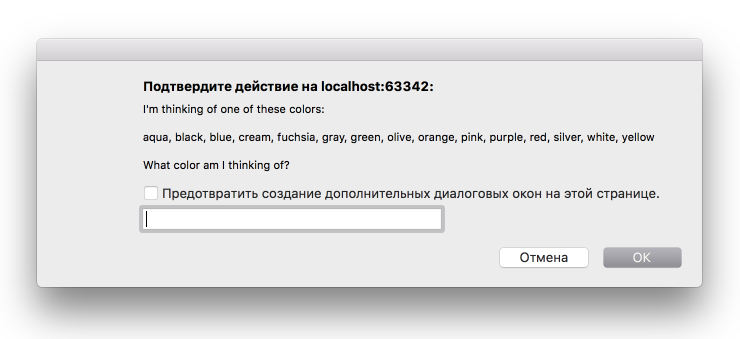 Подтвердите действие на localhost:63342:
I'm thinking of one of these colors:
aqua, black, blue, cream, fuchsia, gray, green, olive, orange, pink, purple, red, silver, white, yellow
What color am I thinking of?
Предотвратить создание дополнительных диалоговых окон на этой странице.
Отмена
OK